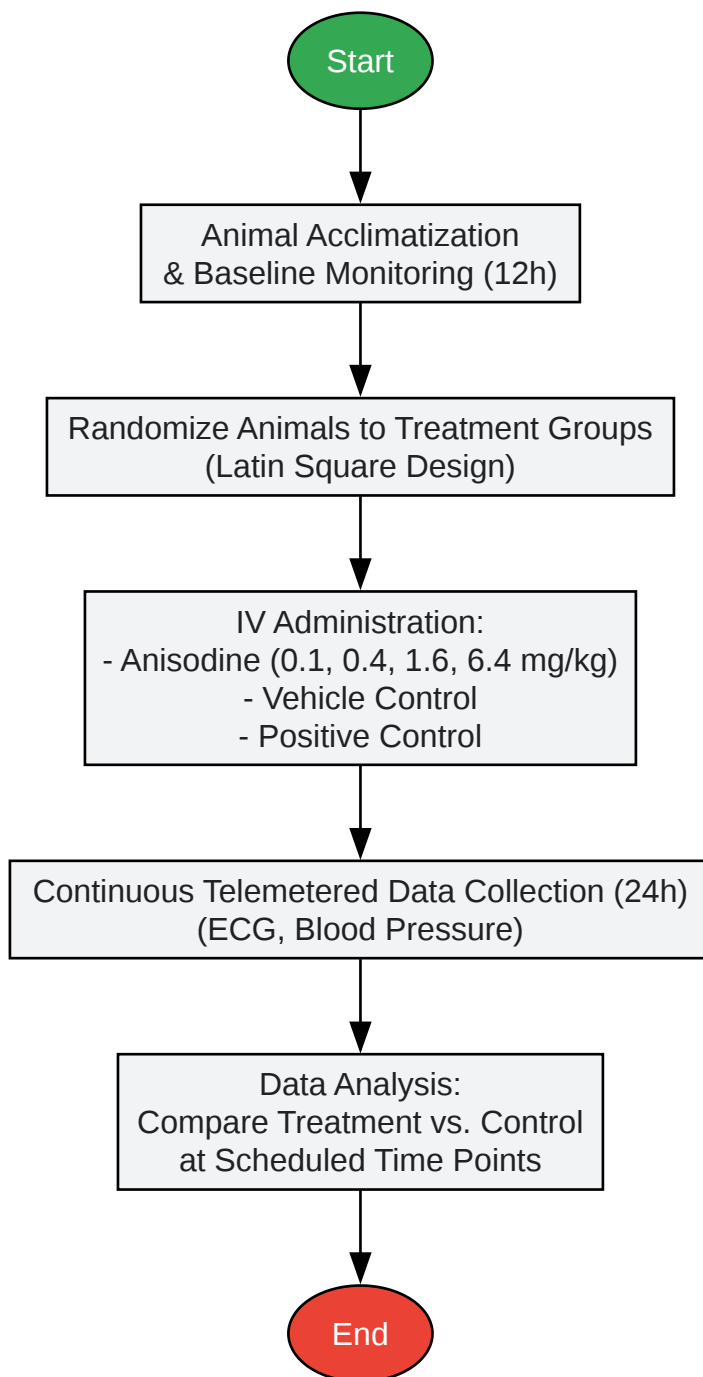 Start
Animal Acclimatization
& Baseline Monitoring (12h)
Randomize Animals to Treatment Groups
(Latin Square Design)
IV Administration:
- Anisodine (0.1, 0.4, 1.6, 6.4 mg/kg)
- Vehicle Control
- Positive Control
Continuous Telemetered Data Collection (24h)
(ECG, Blood Pressure)
Data Analysis:
Compare Treatment vs. Control
at Scheduled Time Points
End